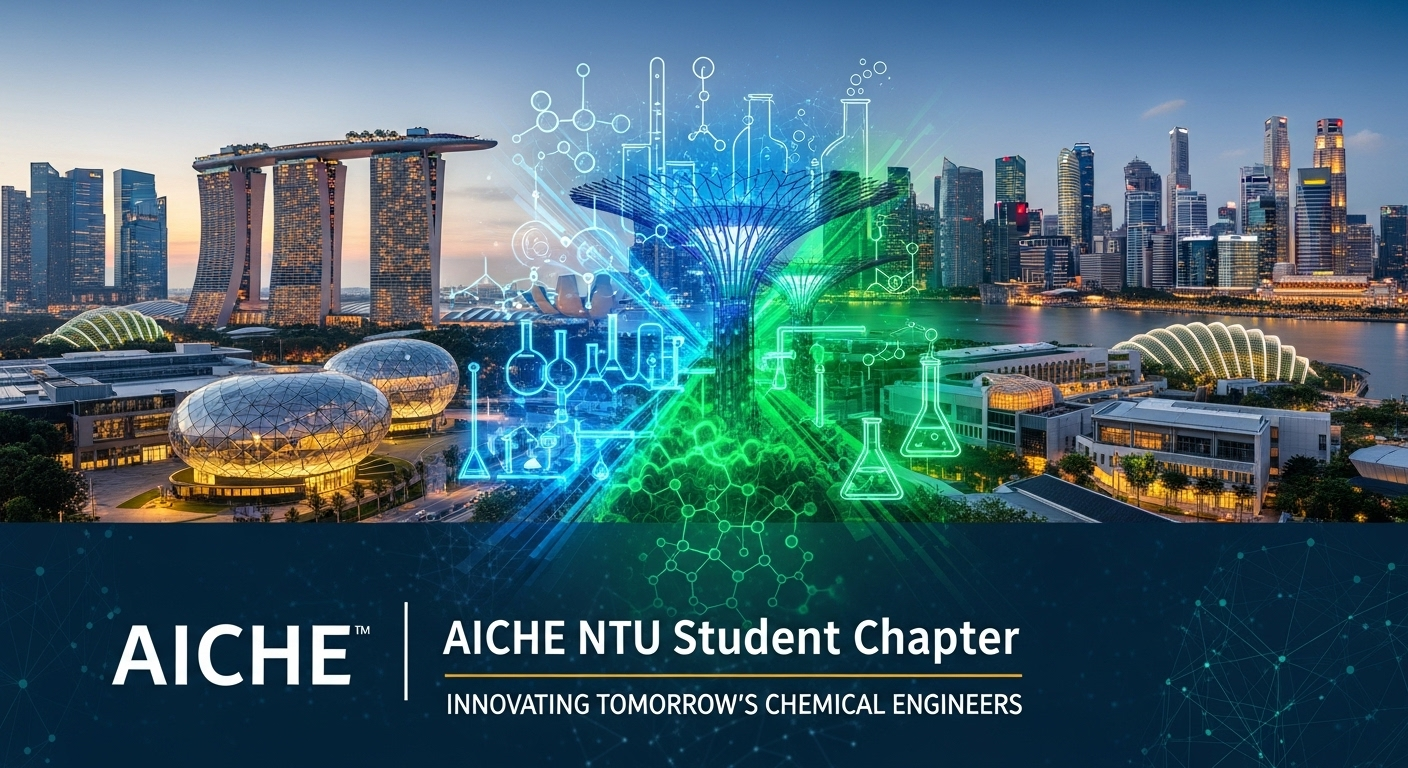 AICHE™
AICHE NTU Student Chapter
INNOVATING TOMORROW'S CHEMICAL ENGINEERS